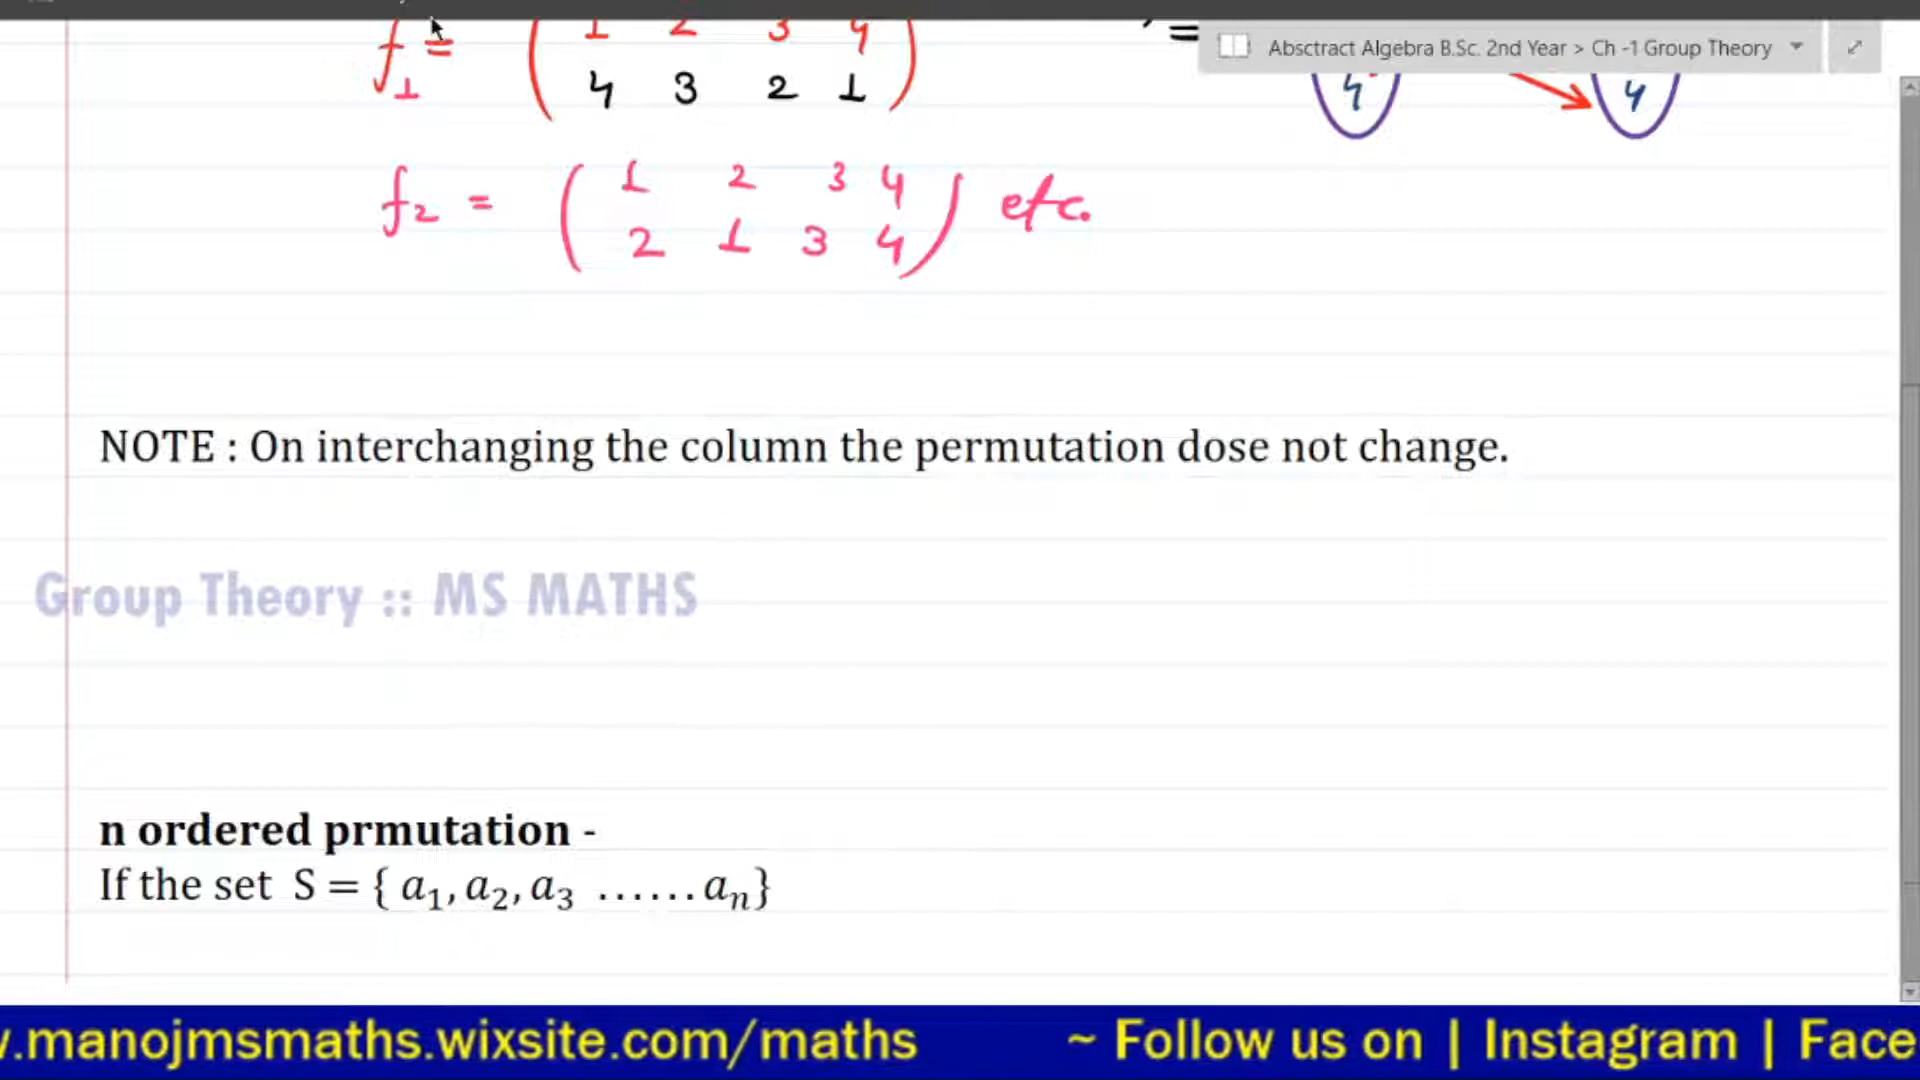 Absctract Algebra B.Sc. 2nd Year > Ch -1 Group Theory
f1 = ( 1 2 3 4
4 3 2 1 )
=
4 4
f2 = ( 1 2 3 4
2 1 3 4 ) etc.
NOTE : On interchanging the column the permutation dose not change.
Group Theory :: MS MATHS
n ordered prmutation -
If the set S = { a₁, a₂, a₃ ......aₙ}
.manojmsmaths.wixsite.com/maths ~ Follow us on | Instagram | Face